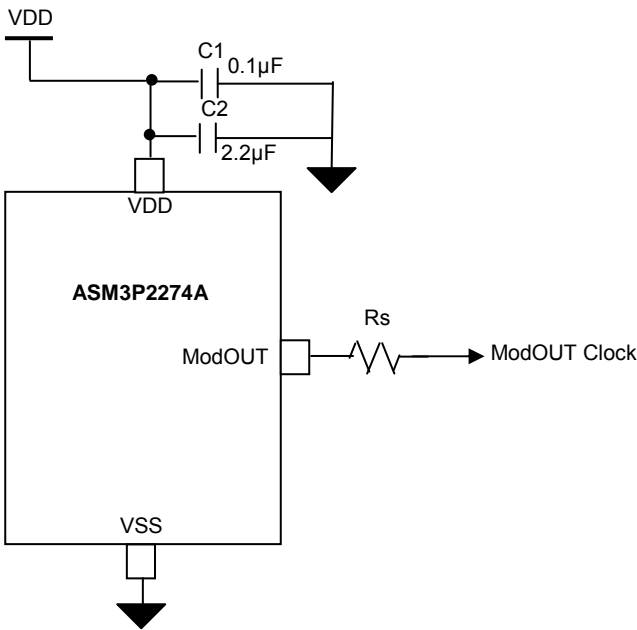 VDD
C1
0.1µF
C2
2.2µF
VDD
ASM3P2274A
Rs
ModOUT
ModOUT Clock
VSS